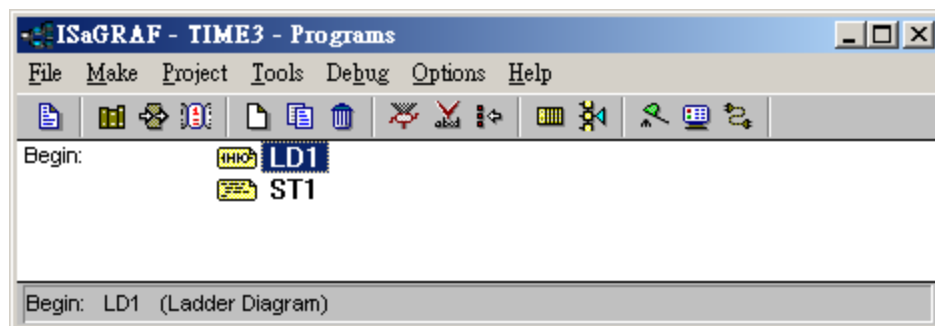 ISaGRAF - TIME3 - Programs
File Make Project Tools Debug Options Help
Begin: LD1
ST1
Begin: LD1 (Ladder Diagram)